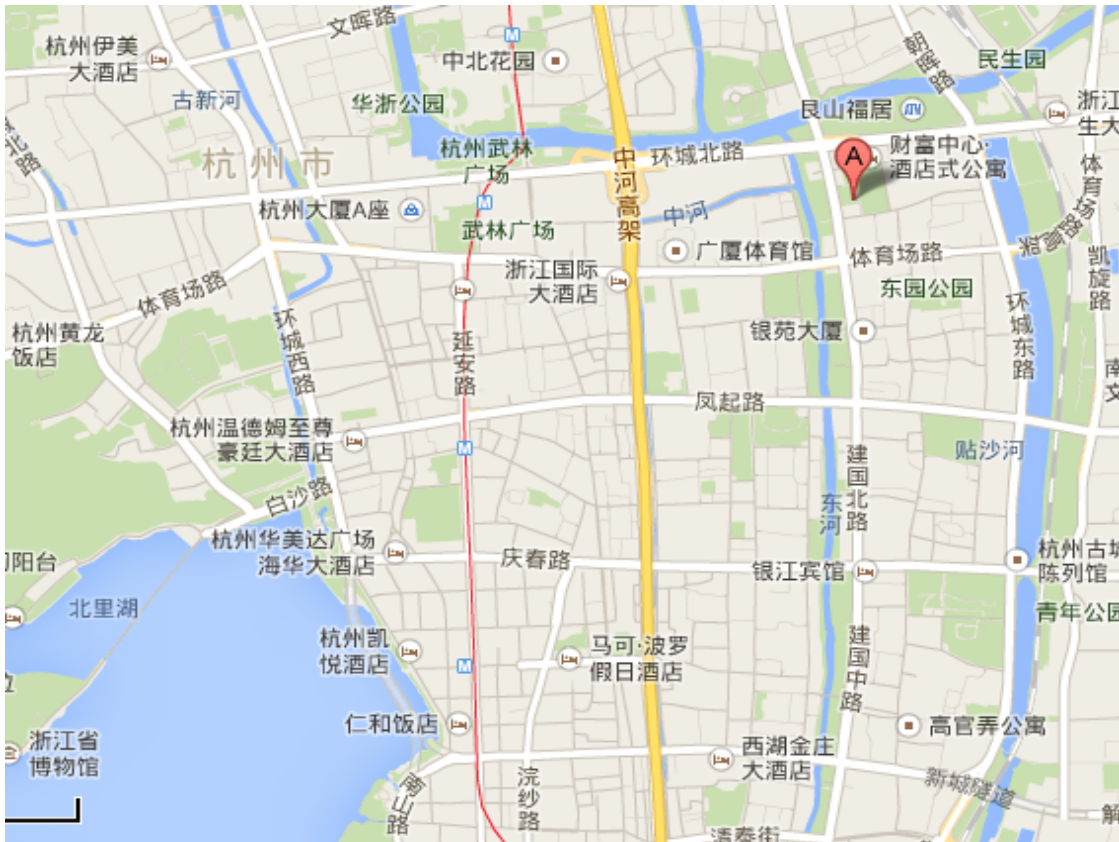 文晖路
杭州伊美
大酒店
中北花园
朝晖路
民生园
古新河
华浙公园
艮山福居
浙江
生大
杭州市
杭州武林
广场
中河高架
环城北路
A
财富中心·
酒店式公寓
体育场路
杭州大厦A座
武林广场
中河
广厦体育馆
体育场路
凯旋路
体育场路
浙江国际
大酒店
东园公园
环城东路
杭州黄龙
饭店
环城西路
延安路
银苑大厦
南
文
凤起路
杭州温德姆至尊
豪廷大酒店
贴沙河
建国北路
白沙路
东河
杭州华美达广场
海华大酒店
庆春路
银江宾馆
杭州古城
陈列馆
阳台
北里湖
青年公园
杭州凯
悦酒店
马可·波罗
假日酒店
建国中路
仁和饭店
高官弄公寓
浙江省
博物馆
西湖金庄
大酒店
南山路
浣纱路
新城隧道
解
清泰街
M
M
M
M